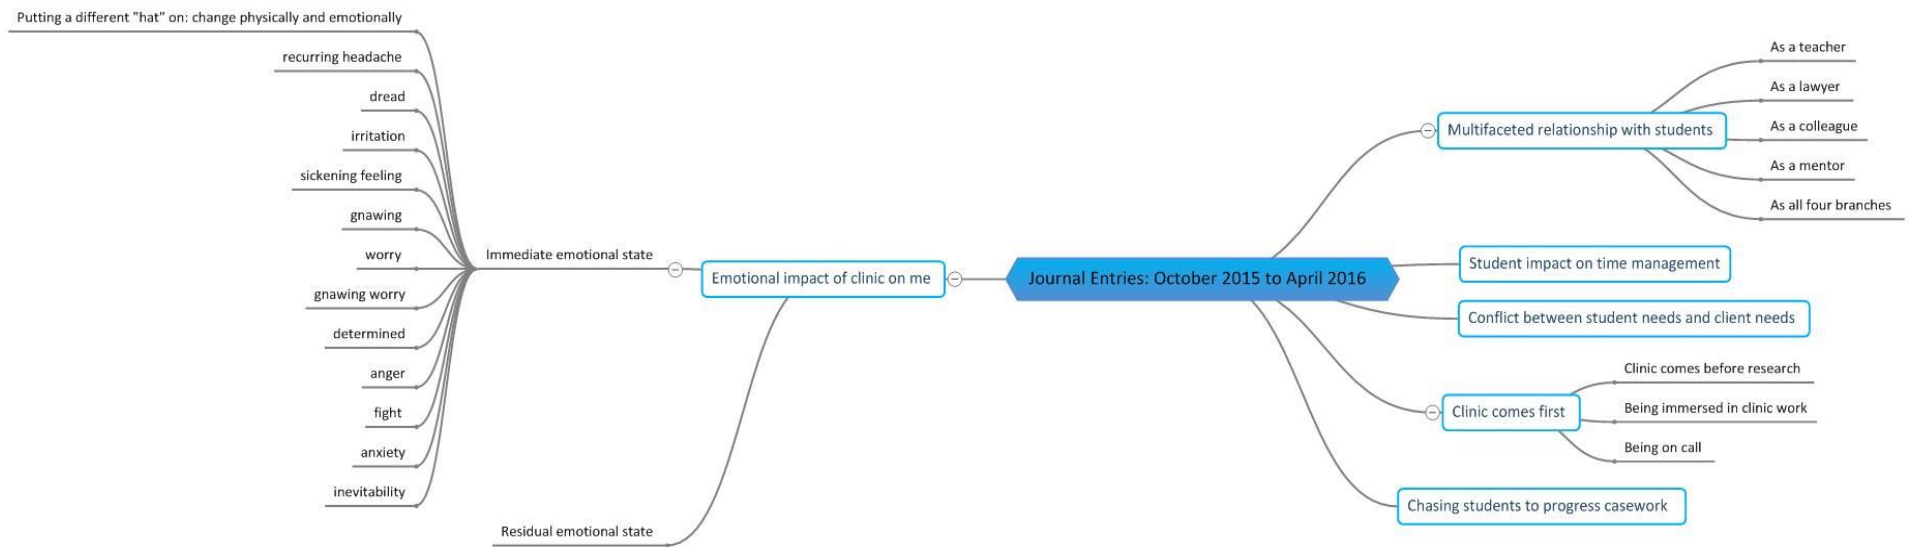 Putting a different "hat" on: change physically and emotionally
recurring headache
dread
irritation
sickening feeling
gnawing
worry
gnawing worry
determined
anger
fight
anxiety
inevitability
Immediate emotional state
Residual emotional state
Emotional impact of clinic on me
Journal Entries: October 2015 to April 2016
Multifaceted relationship with students
As a teacher
As a lawyer
As a colleague
As a mentor
As all four branches
Student impact on time management
Conflict between student needs and client needs
Clinic comes first
Clinic comes before research
Being immersed in clinic work
Being on call
Chasing students to progress casework